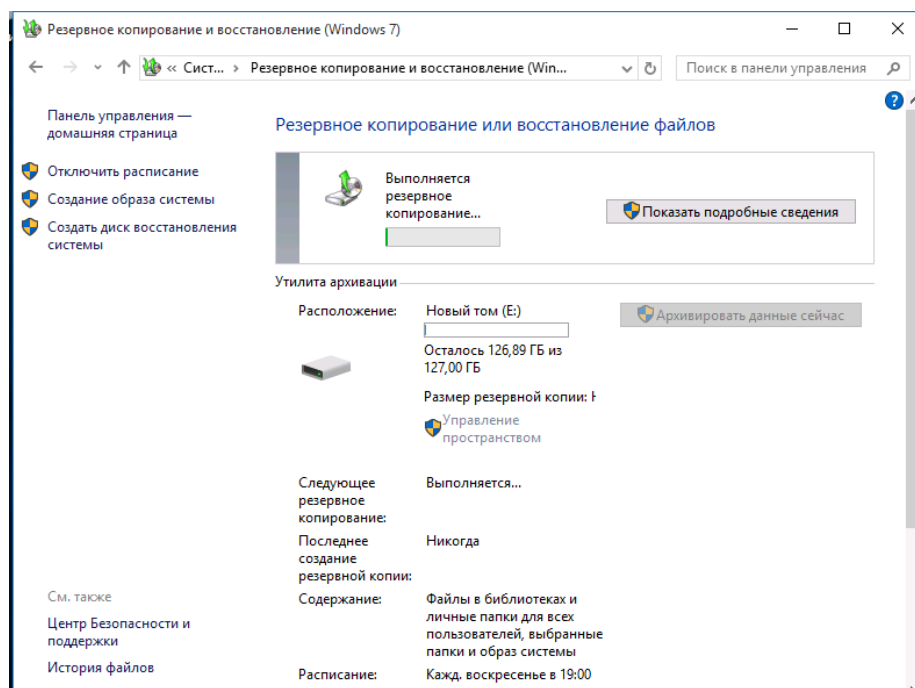 Резервное копирование и восстановление (Windows 7)
« Сист... › Резервное копирование и восстановление (Win...
Поиск в панели управления
Панель управления —
домашняя страница
Отключить расписание
Создание образа системы
Создать диск восстановления
системы
Резервное копирование или восстановление файлов
Выполняется
резервное
копирование...
Показать подробные сведения
Утилита архивации
Расположение:
Новый том (E:)
Архивировать данные сейчас
Осталось 126,89 ГБ из
127,00 ГБ
Размер резервной копии:
Управление
пространством
Следующее
резервное
копирование:
Выполняется...
Последнее
создание
резервной копии:
Никогда
Содержание:
Файлы в библиотеках и
личные папки для всех
пользователей, выбранные
папки и образ системы
Расписание:
Кажд. воскресенье в 19:00
См. также
Центр Безопасности и
поддержки
История файлов